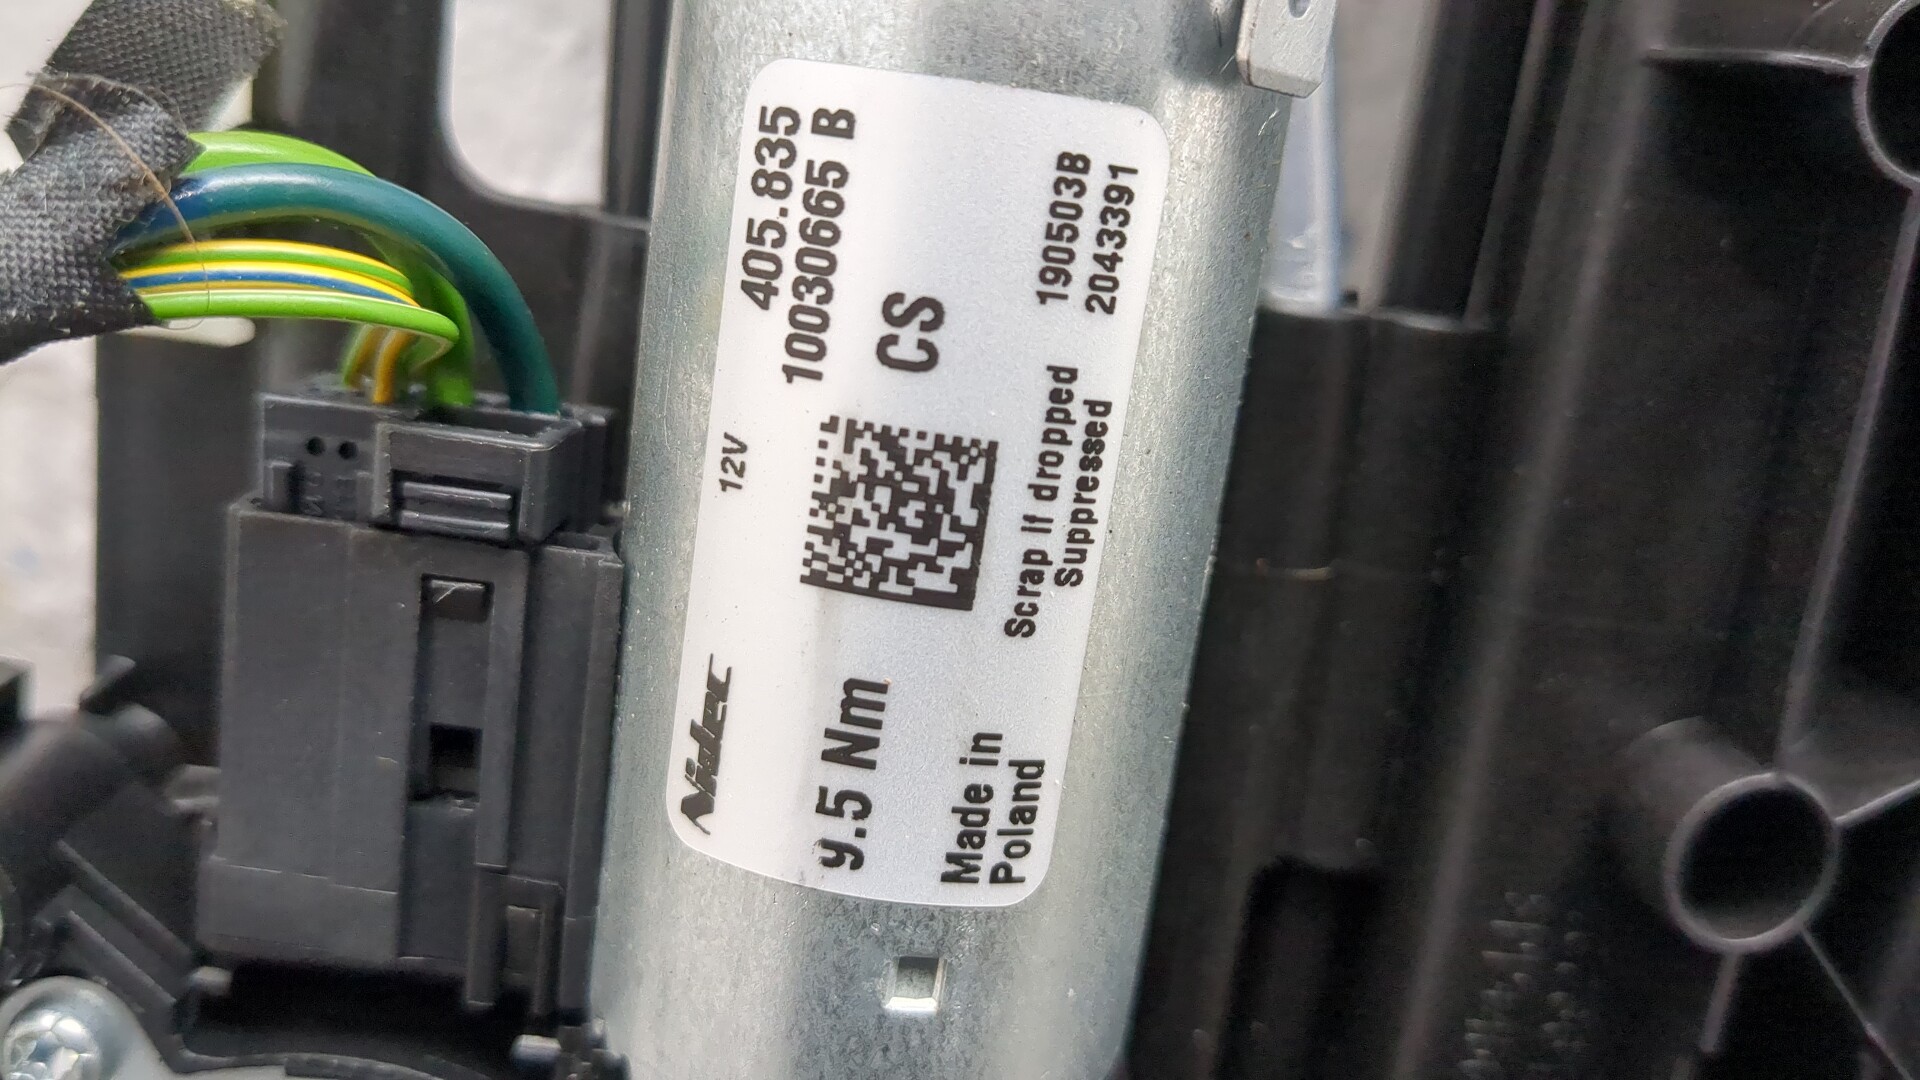 Nidec
12V
405.835
10030665 B
9.5 Nm
CS
Made in
Poland
Scrap if dropped
Suppressed
190503B
2043391